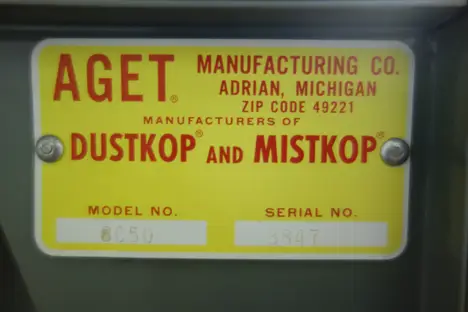 AGET® MANUFACTURING CO.
ADRIAN, MICHIGAN
ZIP CODE 49221
MANUFACTURERS OF
DUSTKOP® AND MISTKOP®
MODEL NO. SERIAL NO.